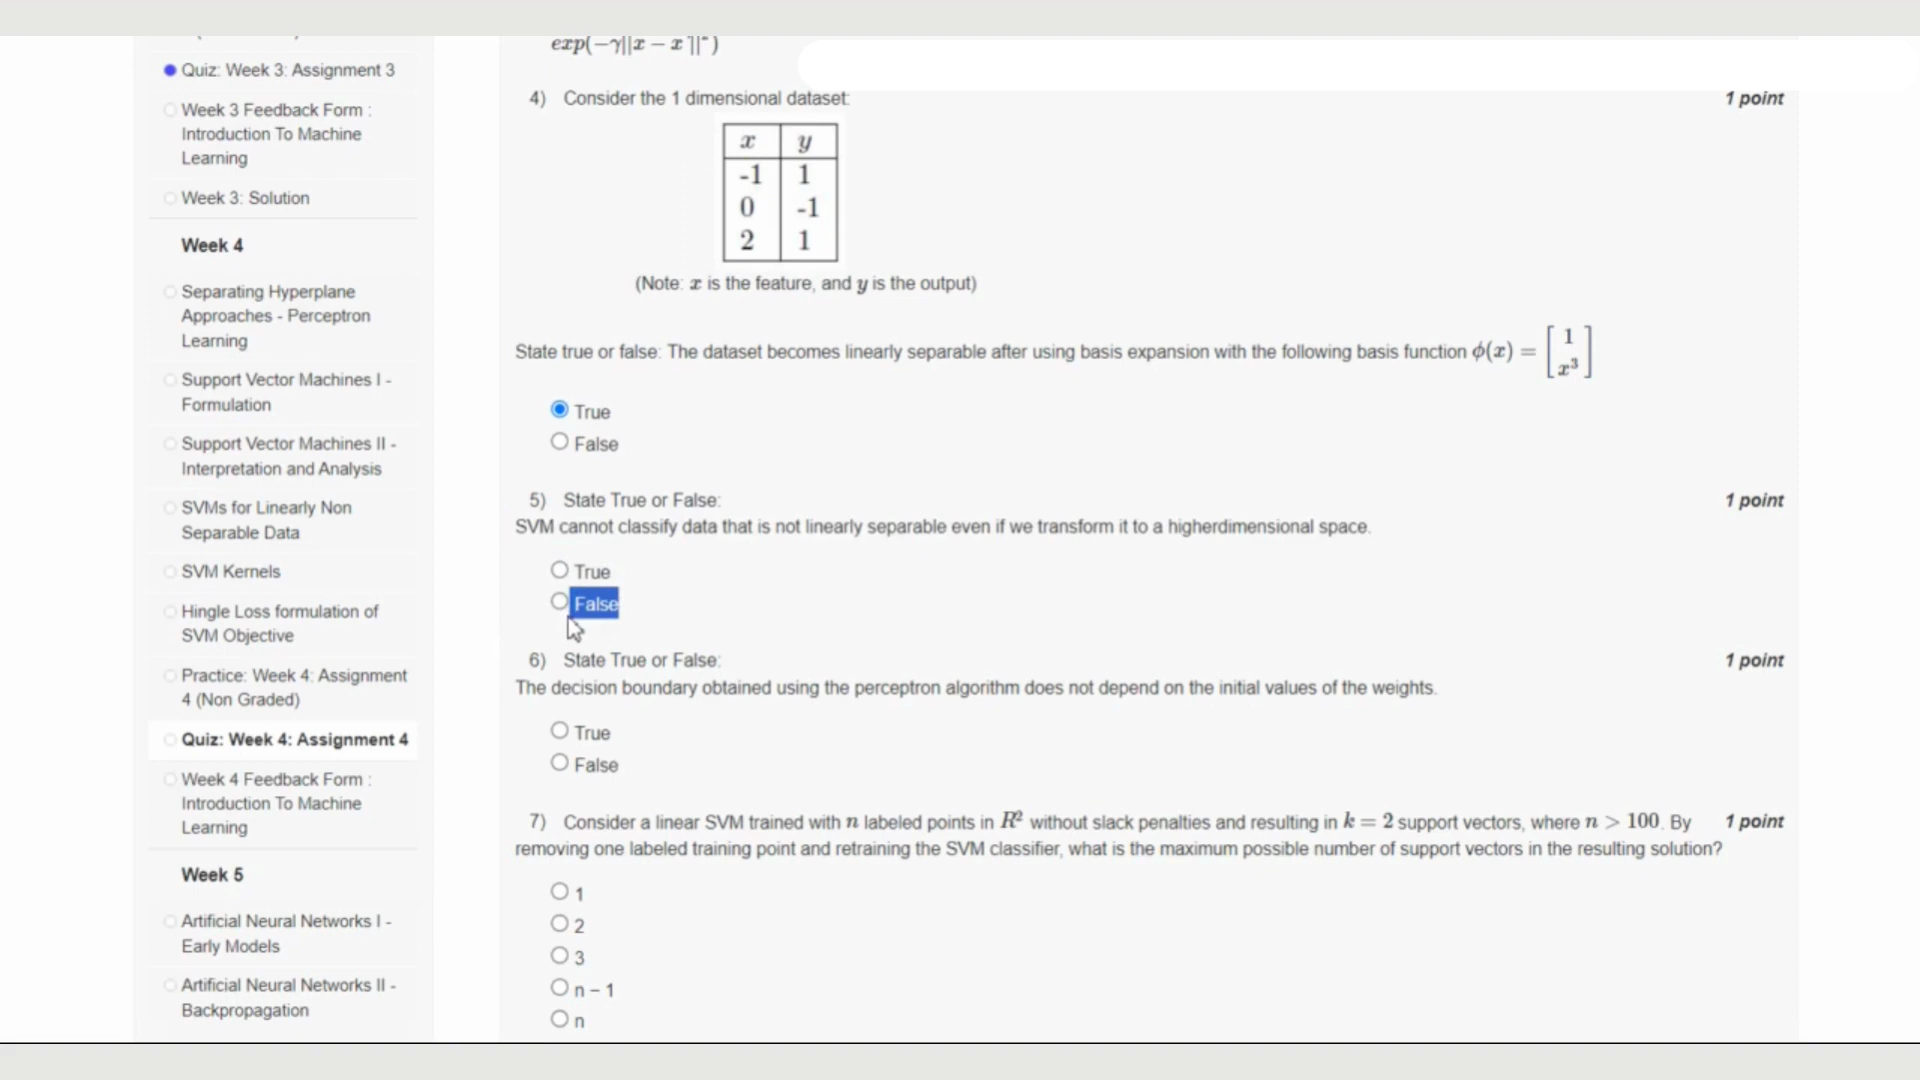 Quiz: Week 3: Assignment 3
Week 3 Feedback Form :
Introduction To Machine
Learning
Week 3: Solution
Week 4
Separating Hyperplane
Approaches - Perceptron
Learning
Support Vector Machines I -
Formulation
Support Vector Machines II -
Interpretation and Analysis
SVMs for Linearly Non
Separable Data
SVM Kernels
Hingle Loss formulation of
SVM Objective
Practice: Week 4: Assignment
4 (Non Graded)
Quiz: Week 4: Assignment 4
Week 4 Feedback Form :
Introduction To Machine
Learning
Week 5
Artificial Neural Networks I -
Early Models
Artificial Neural Networks II -
Backpropagation
4) Consider the 1 dimensional dataset: 1 point
x y
-1 1
0 -1
2 1
(Note: x is the feature, and y is the output)
State true or false: The dataset becomes linearly separable after using basis expansion with the following basis function ϕ(x) = [1 x³]
True
False
5) State True or False: 1 point
SVM cannot classify data that is not linearly separable even if we transform it to a higherdimensional space.
True
False
6) State True or False: 1 point
The decision boundary obtained using the perceptron algorithm does not depend on the initial values of the weights.
True
False
7) Consider a linear SVM trained with n labeled points in R² without slack penalties and resulting in k = 2 support vectors, where n > 100. By 1 point
removing one labeled training point and retraining the SVM classifier, what is the maximum possible number of support vectors in the resulting solution?
1
2
3
n − 1
n